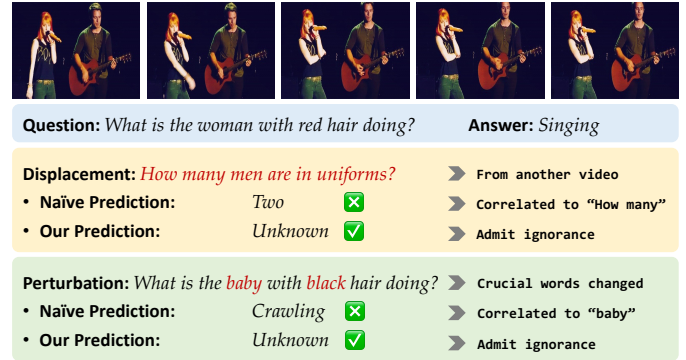 Question: What is the woman with red hair doing? Answer: Singing
Displacement: How many men are in uniforms? From another video
• Naïve Prediction: Two Correlated to “How many”
• Our Prediction: Unknown Admit ignorance
Perturbation: What is the baby with black hair doing? Crucial words changed
• Naïve Prediction: Crawling Correlated to “baby”
• Our Prediction: Unknown Admit ignorance